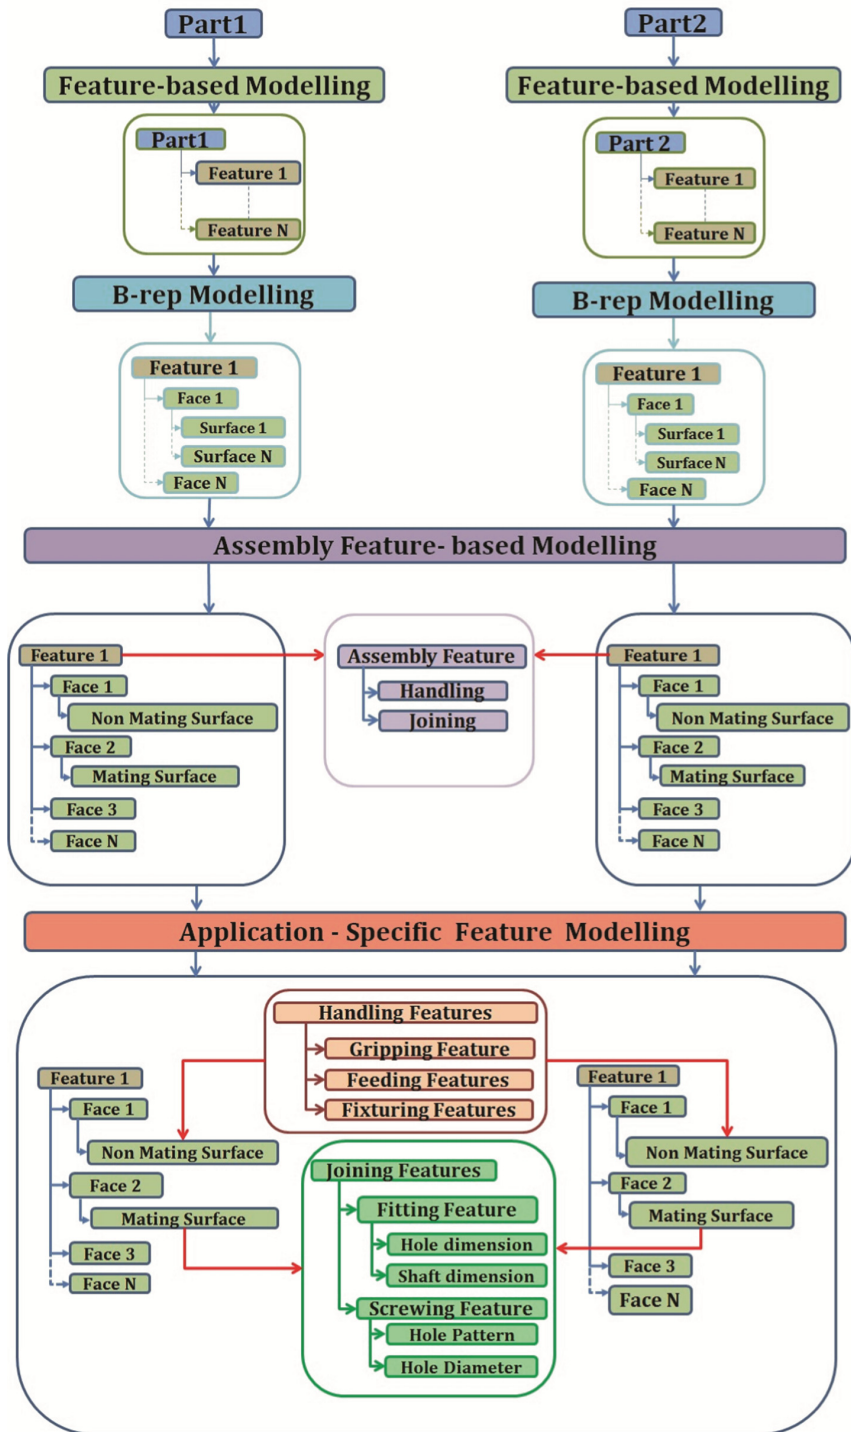 Part1
Part2
Feature-based Modelling
Feature-based Modelling
Part1
Feature 1
Feature N
Part 2
Feature 1
Feature N
B-rep Modelling
B-rep Modelling
Feature 1
Face 1
Surface 1
Surface N
Face N
Feature 1
Face 1
Surface 1
Surface N
Face N
Assembly Feature- based Modelling
Feature 1
Face 1
Non Mating Surface
Face 2
Mating Surface
Face 3
Face N
Assembly Feature
Handling
Joining
Feature 1
Face 1
Non Mating Surface
Face 2
Mating Surface
Face 3
Face N
Application - Specific Feature Modelling
Handling Features
Gripping Feature
Feeding Features
Fixturing Features
Feature 1
Face 1
Non Mating Surface
Face 2
Mating Surface
Face 3
Face N
Joining Features
Fitting Feature
Hole dimension
Shaft dimension
Screwing Feature
Hole Pattern
Hole Diameter
Feature 1
Face 1
Non Mating Surface
Face 2
Mating Surface
Face 3
Face N